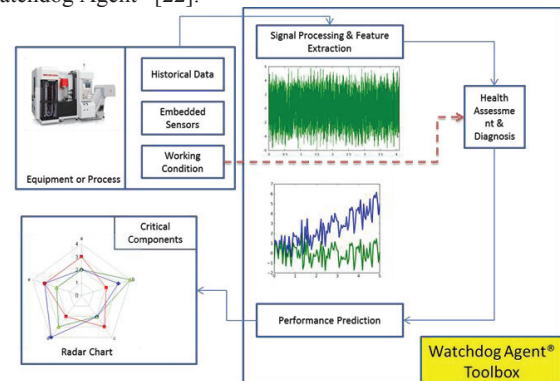 atchdog Agent® [22].
Signal Processing & Feature
Extraction
Historical Data
Embedded
Sensors
Working
Condition
Equipment or Process
Health
Assessme
nt &
Diagnosis
Critical
Components
Radar Chart
Performance Prediction
Watchdog Agent®
Toolbox